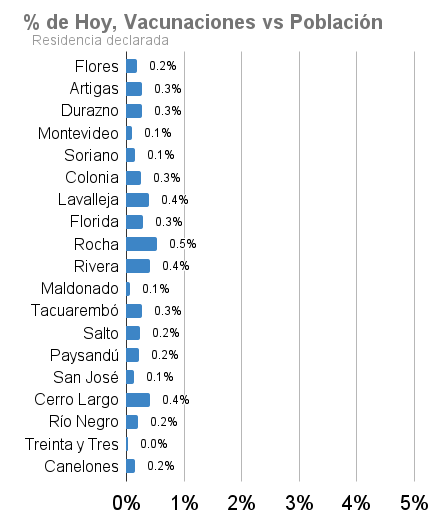 % de Hoy, Vacunaciones vs Población
Residencia declarada
Flores 0.2%
Artigas 0.3%
Durazno 0.3%
Montevideo 0.1%
Soriano 0.1%
Colonia 0.3%
Lavalleja 0.4%
Florida 0.3%
Rocha 0.5%
Rivera 0.4%
Maldonado 0.1%
Tacuarembó 0.3%
Salto 0.2%
Paysandú 0.2%
San José 0.1%
Cerro Largo 0.4%
Río Negro 0.2%
Treinta y Tres 0.0%
Canelones 0.2%
0% 1% 2% 3% 4% 5%